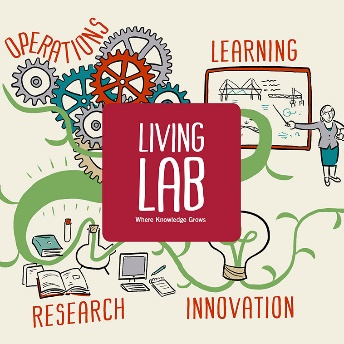 OPERATIONS
LEARNING
LIVING
LAB
Where Knowledge Grows
RESEARCH
INNOVATION